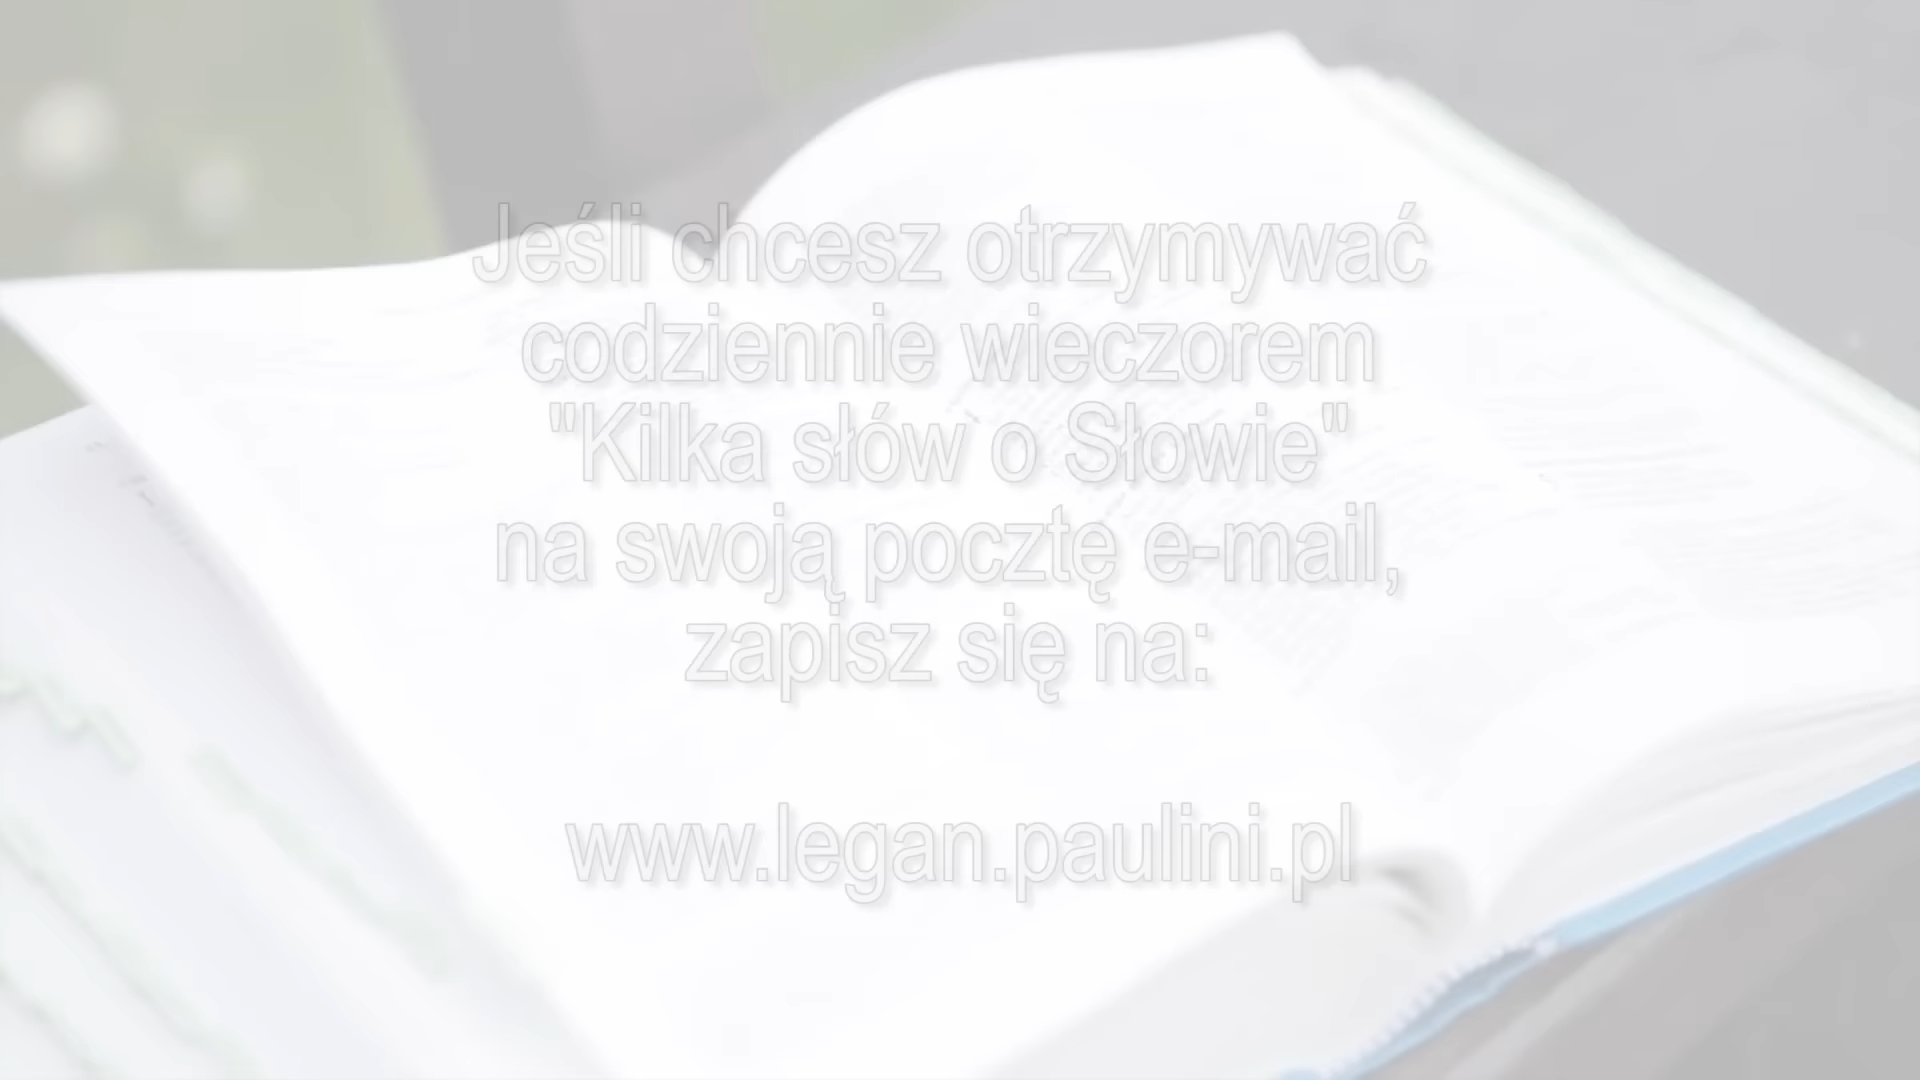 Jeśli chcesz otrzymywać
codziennie wieczorem
"Kilka słów o Słowie"
na swoją pocztę e-mail,
zapisz się na:
www.legan.paulini.pl